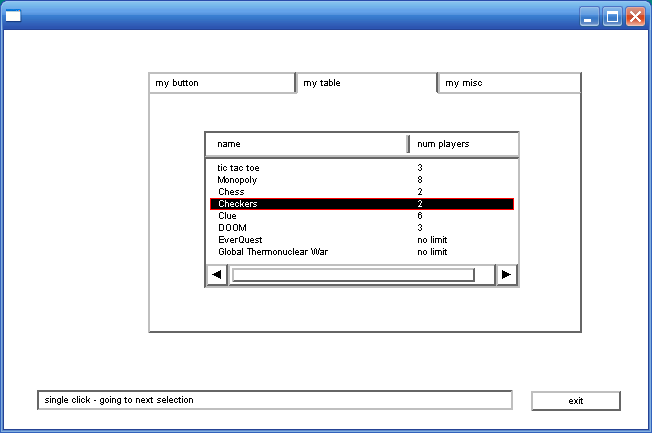 my button my table my misc
name num players
tic tac toe 3
Monopoly 8
Chess 2
Checkers 2
Clue 6
DOOM 3
EverQuest no limit
Global Thermonuclear War no limit
single click - going to next selection exit